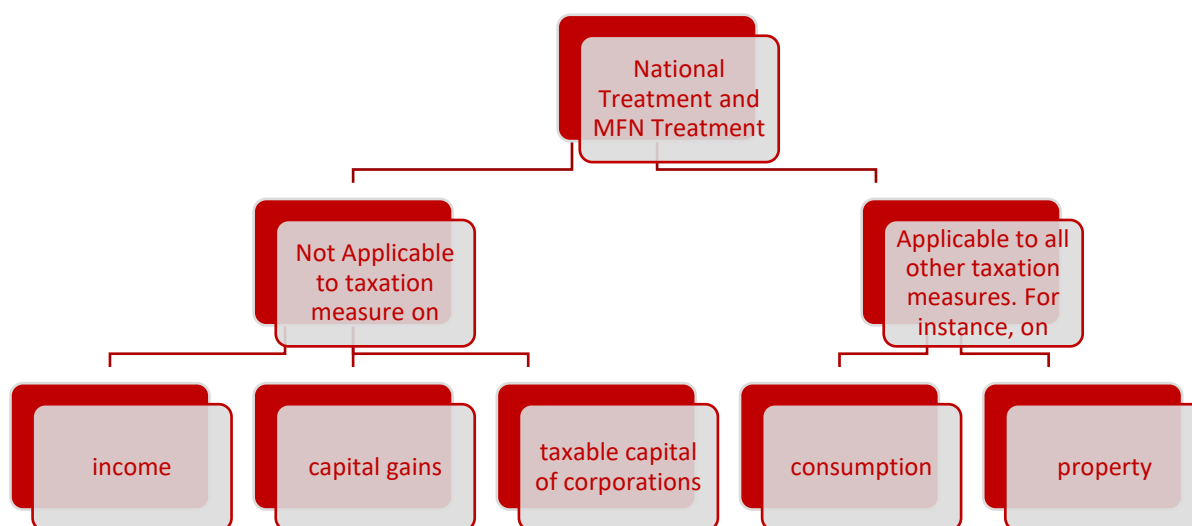 National
Treatment and
MFN Treatment
Not Applicable
to taxation
measure on
Applicable to all
other taxation
measures. For
instance, on
income
capital gains
taxable capital
of corporations
consumption
property